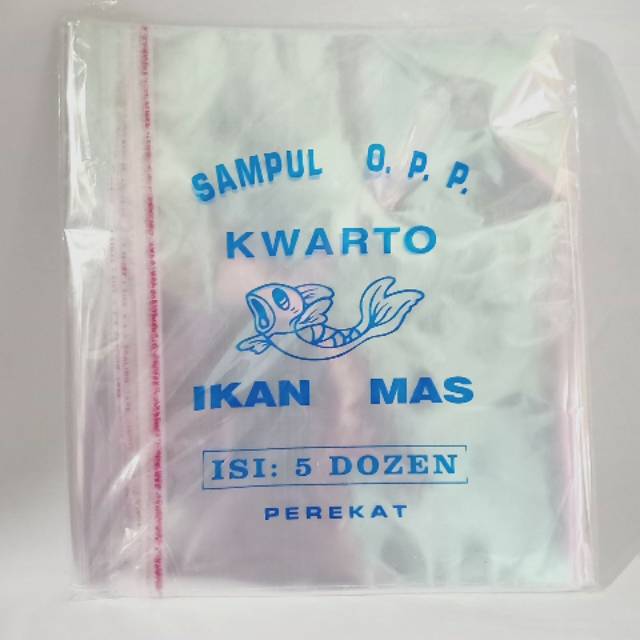 SAMPUL O. P. P.
KWARTO
IKAN MAS
ISI: 5 DOZEN
PEREKAT